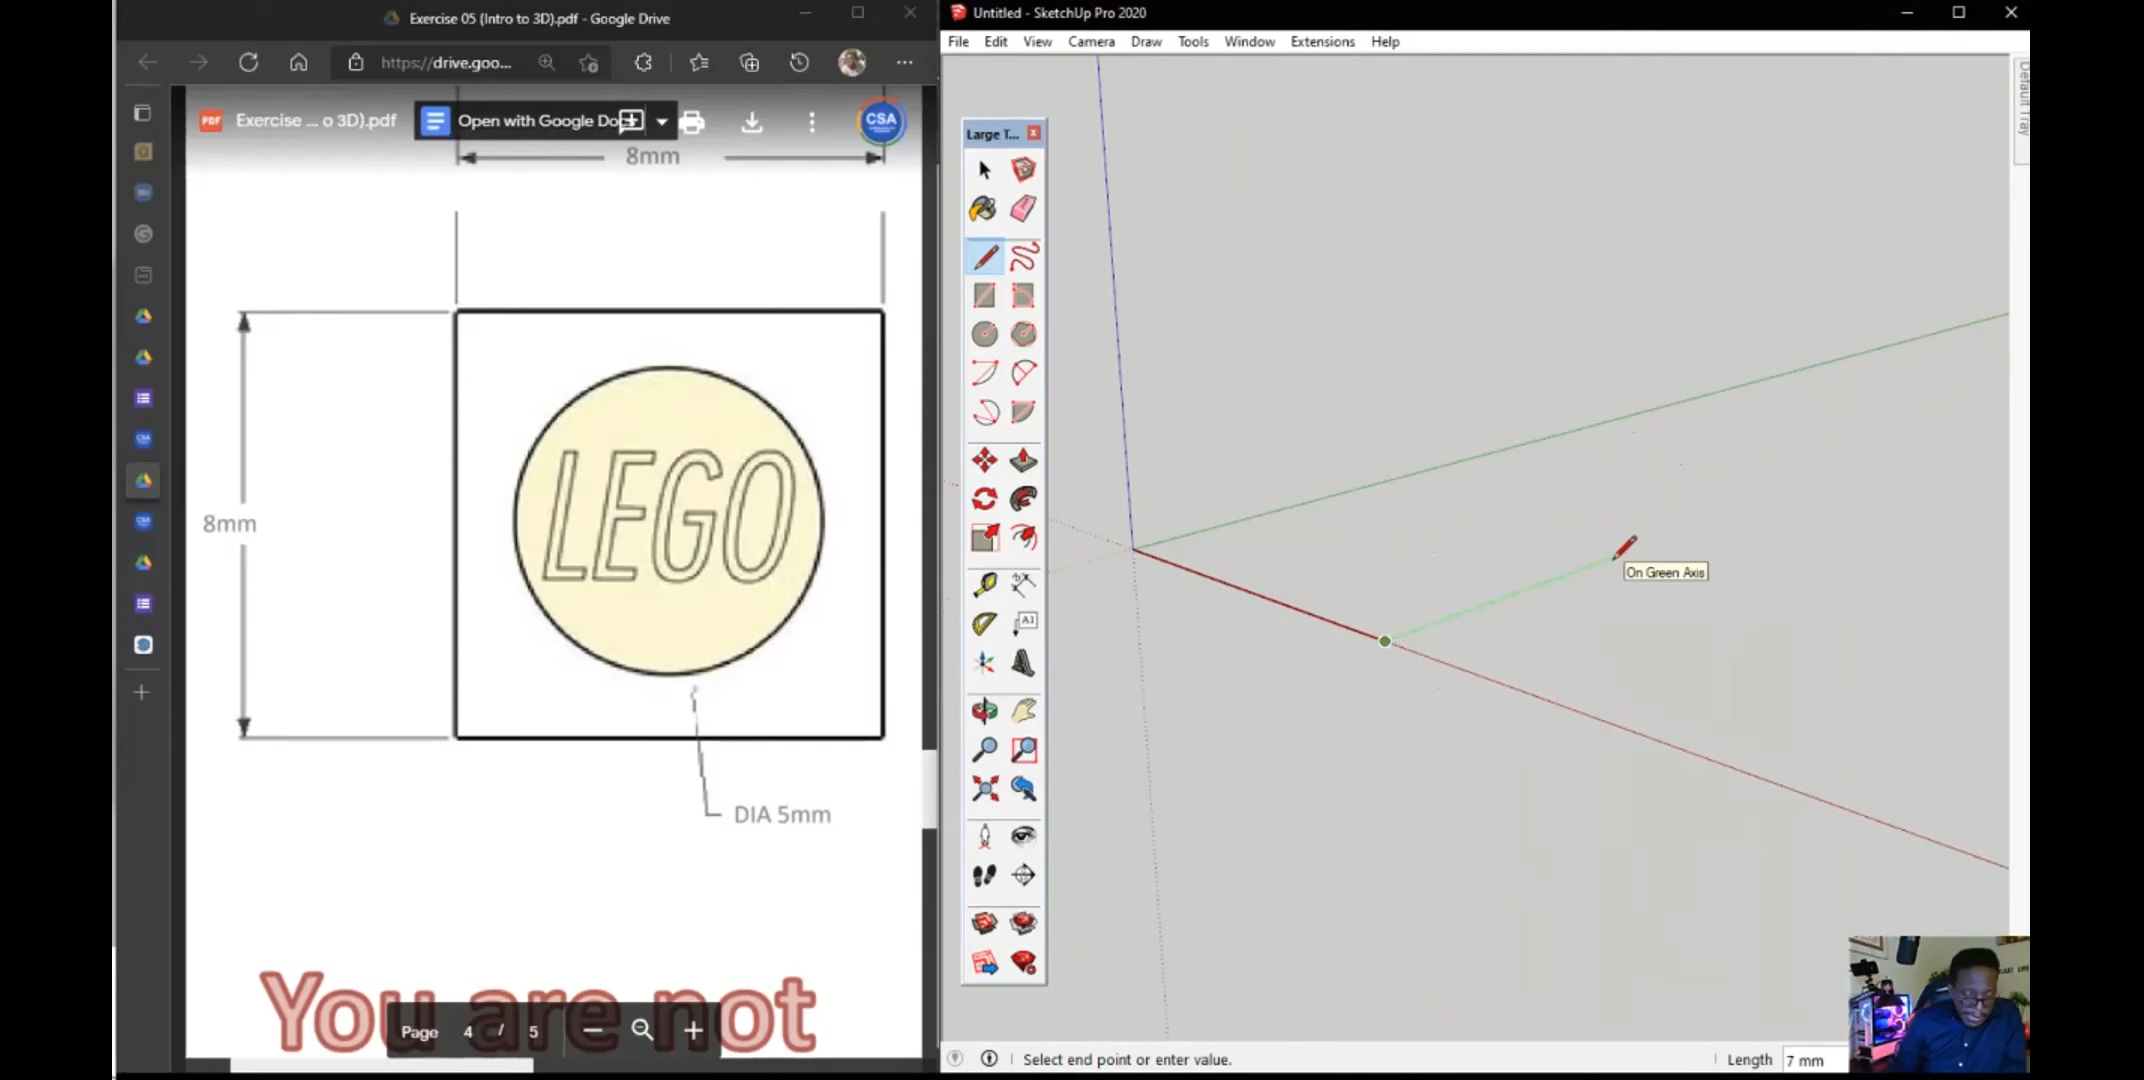 Exercise 05 (Intro to 3D).pdf - Google Drive
https://drive.goo...
PDF Exercise ... o 3D).pdf
Open with Google Do
CSA
8mm
8mm
LEGO
DIA 5mm
You are not
Page 4 / 5
Untitled - SketchUp Pro 2020
File Edit View Camera Draw Tools Window Extensions Help
Default Tray
Large T...
A1
On Green Axis
Select end point or enter value.
Length 7 mm